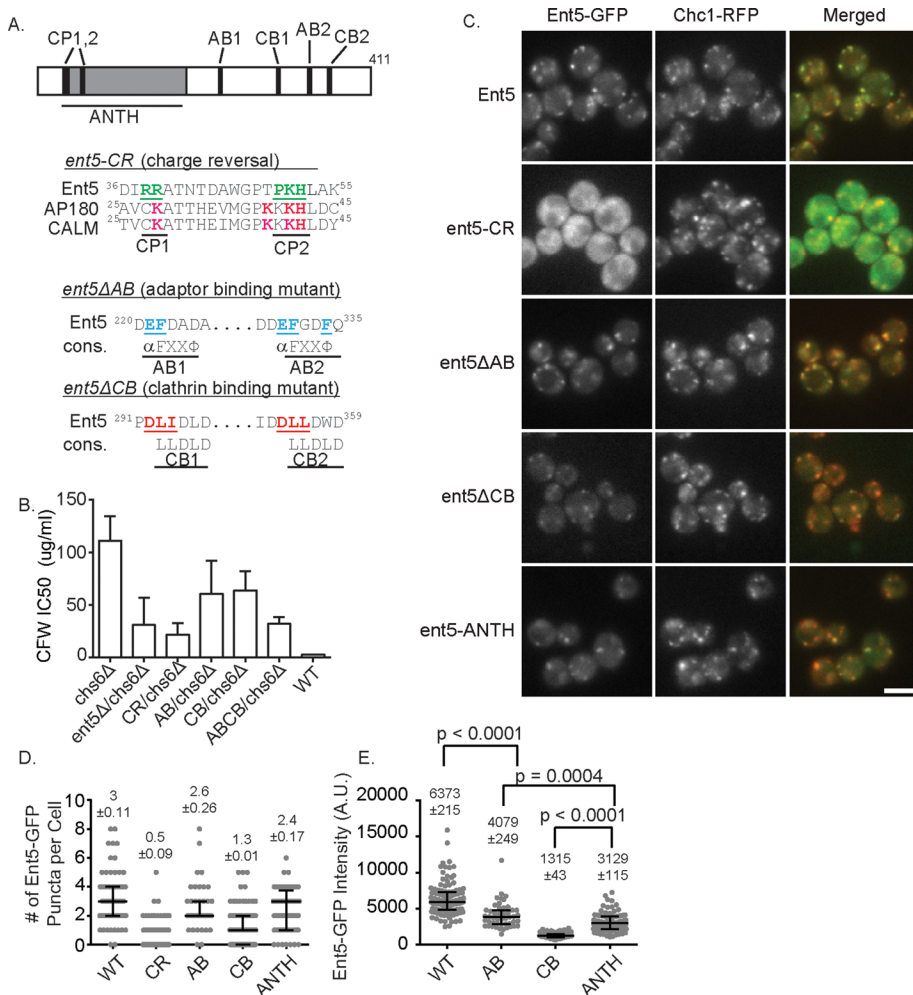 A.
CP1,2
AB1
CB1
AB2
CB2
411
ANTH
ent5-CR (charge reversal)
Ent5 36DIRRATNTDAWGPTPKHLAK55
AP180 25AVCKATTHEVMGPKKKHLDC45
CALM 25TVCKATTHEIMGPKKKHLDY45
CP1 CP2
ent5ΔAB (adaptor binding mutant)
Ent5 220DEFDADA....DDEFGDFQ335
cons. αFXXΦ αFXXΦ
AB1 AB2
ent5ΔCB (clathrin binding mutant)
Ent5 291PDLIDLD....IDDLLDWD359
cons. LLDLD LLDLD
CB1 CB2
B.
CFW IC50 (ug/ml)
150
100
50
0
chs6Δ
ent5Δ/chs6Δ
CR/chs6Δ
AB/chs6Δ
CB/chs6Δ
ABCB/chs6Δ
WT
C.
Ent5-GFP Chc1-RFP Merged
Ent5
ent5-CR
ent5ΔAB
ent5ΔCB
ent5-ANTH
D.
# of Ent5-GFP
Puncta per Cell
10
8
6
4
2
0
3
±0.11
0.5
±0.09
2.6
±0.26
1.3
±0.01
2.4
±0.17
WT CR AB CB ANTH
E.
Ent5-GFP Intensity (A.U.)
20000
15000
10000
5000
0
p < 0.0001
p = 0.0004
p < 0.0001
6373
±215
4079
±249
1315
±43
3129
±115
WT AB CB ANTH